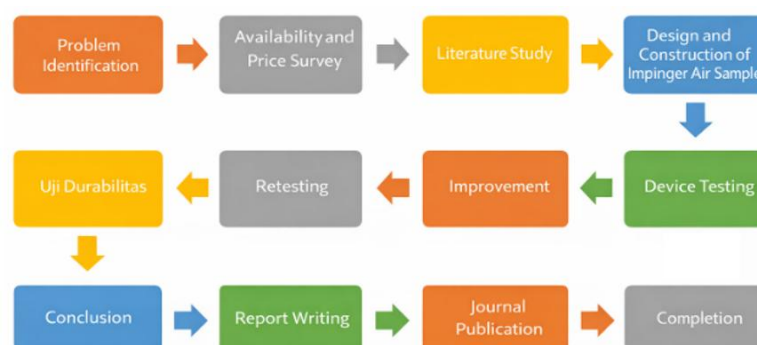 Problem
Identification
Availability and
Price Survey
Literature Study
Design and
Construction of
Impinger Air Sample
Uji Durabilitas
Retesting
Improvement
Device Testing
Conclusion
Report Writing
Journal
Publication
Completion